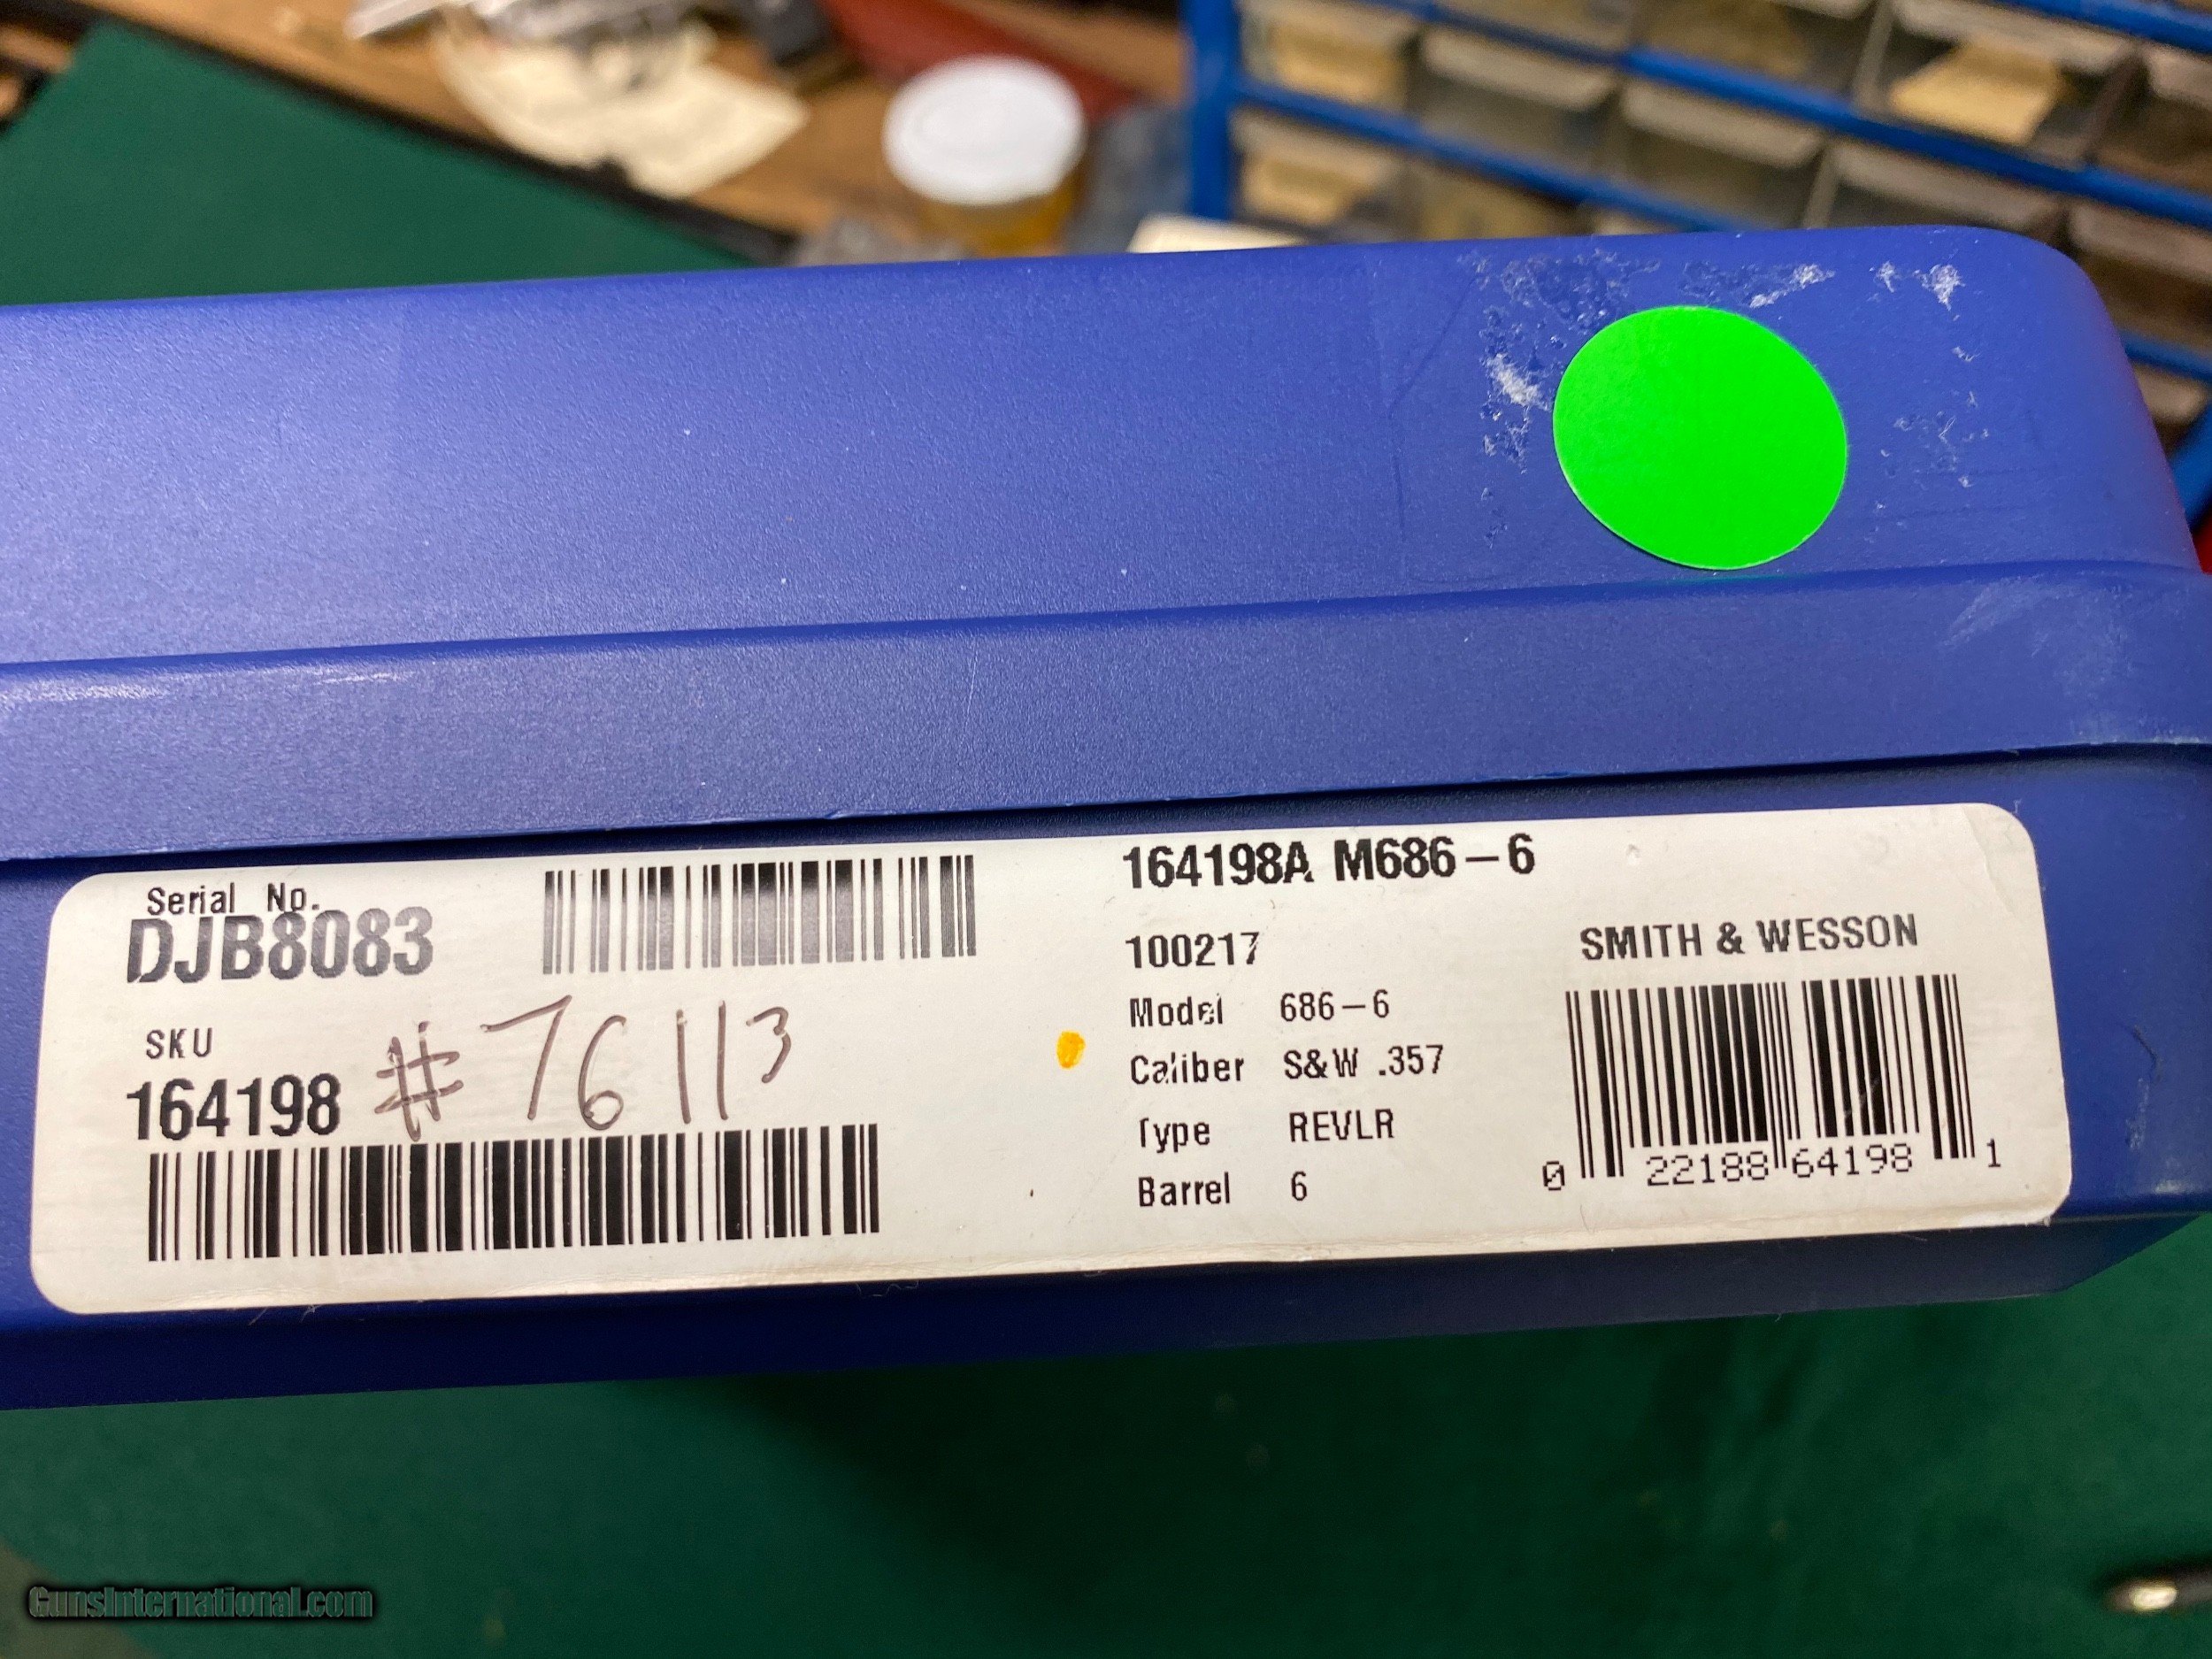 Serial No.
DJB8083
SKU
164198 #76113
164198A M686-6
100217
Model 686-6
Caliber S&W .357
Type REVLR
Barrel 6
SMITH & WESSON
0 22188 64198 1
GunsInternational.com